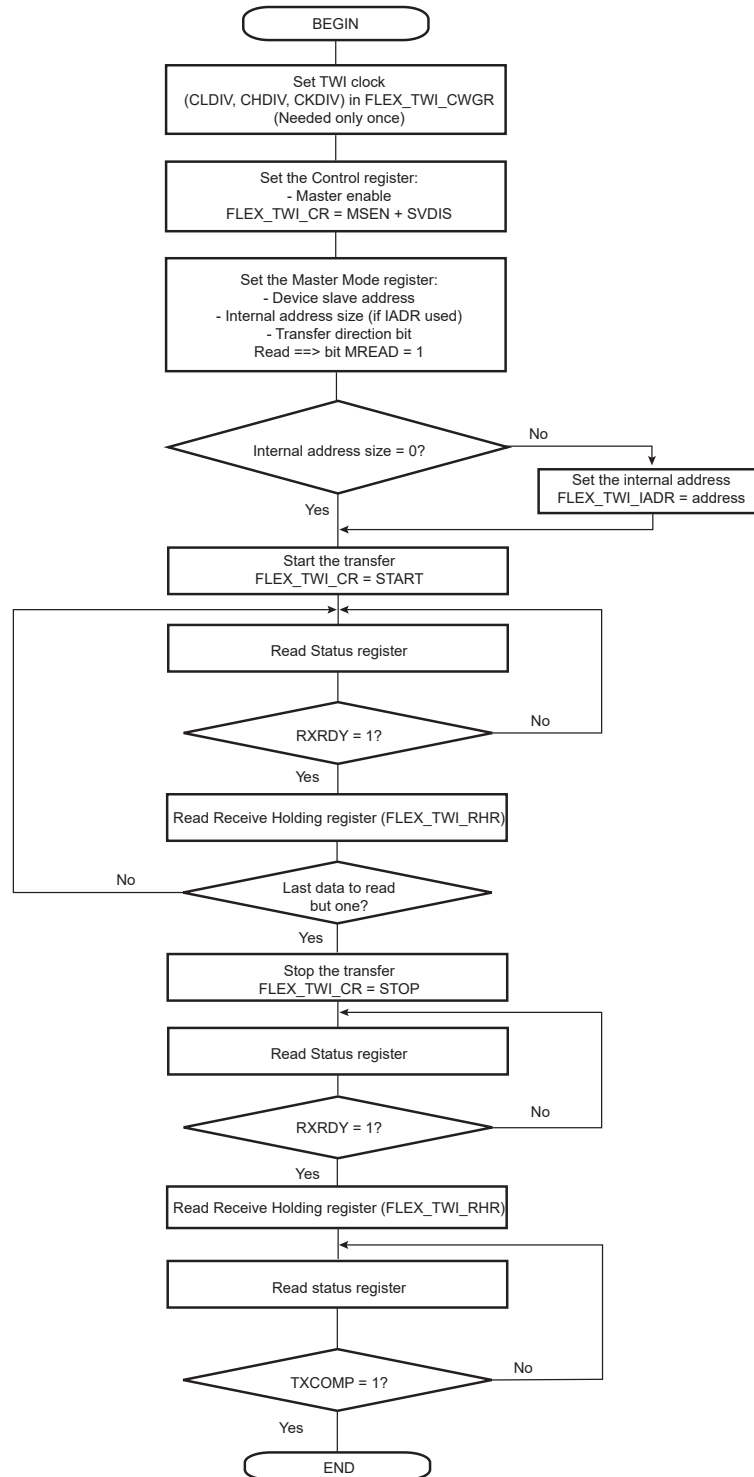 BEGIN
Set TWI clock
(CLDIV, CHDIV, CKDIV) in FLEX_TWI_CWGR
(Needed only once)
Set the Control register:
- Master enable
FLEX_TWI_CR = MSEN + SVDIS
Set the Master Mode register:
- Device slave address
- Internal address size (if IADR used)
- Transfer direction bit
Read ==> bit MREAD = 1
Internal address size = 0?
No
Set the internal address
FLEX_TWI_IADR = address
Yes
Start the transfer
FLEX_TWI_CR = START
Read Status register
RXRDY = 1?
No
Yes
Read Receive Holding register (FLEX_TWI_RHR)
No
Last data to read
but one?
Yes
Stop the transfer
FLEX_TWI_CR = STOP
Read Status register
No
RXRDY = 1?
Yes
Read Receive Holding register (FLEX_TWI_RHR)
Read status register
No
TXCOMP = 1?
Yes
END